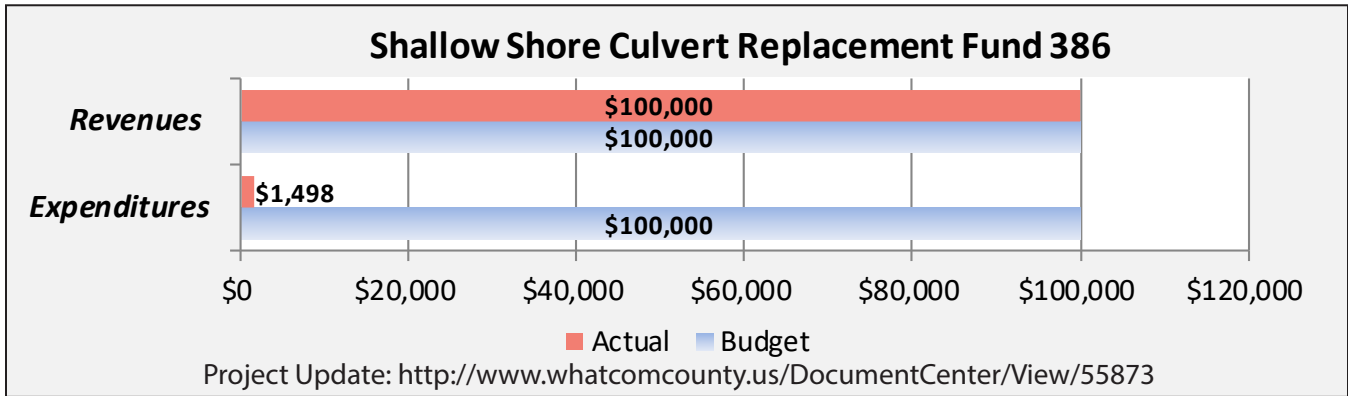 Shallow Shore Culvert Replacement Fund 386
Revenues
$100,000
$100,000
Expenditures
$1,498
$100,000
$0 $20,000 $40,000 $60,000 $80,000 $100,000 $120,000
Actual Budget
Project Update: http://www.whatcomcounty.us/DocumentCenter/View/55873